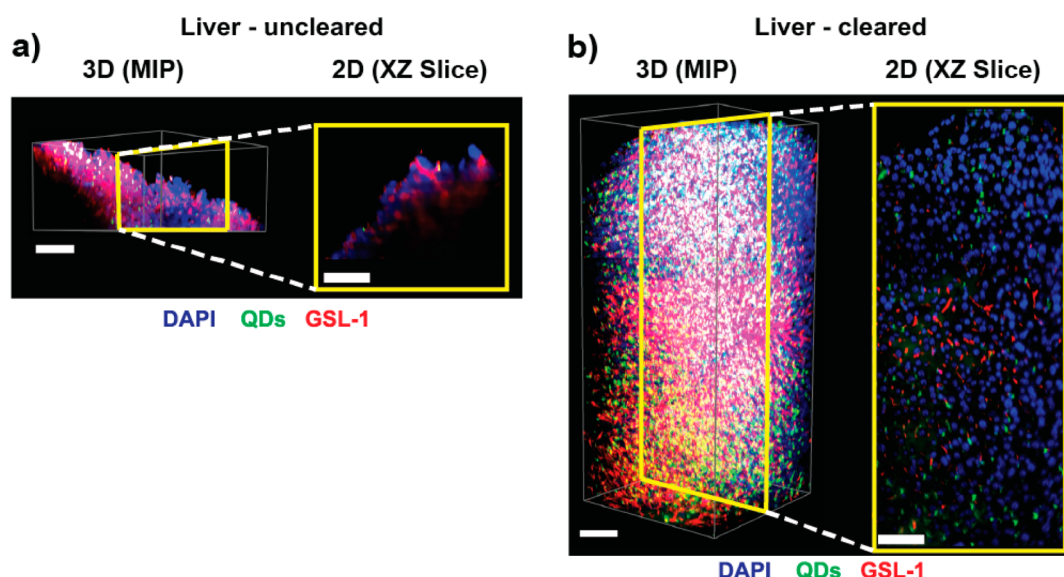 a)
Liver - uncleared
3D (MIP)
2D (XZ Slice)
DAPI QDs GSL-1
b)
Liver - cleared
3D (MIP)
2D (XZ Slice)
DAPI QDs GSL-1